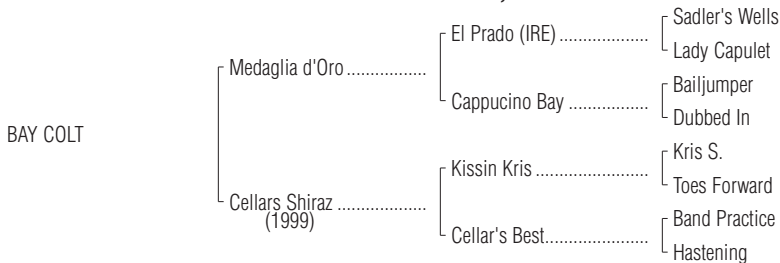 Sadler's Wells
El Prado (IRE) ...................
Lady Capulet
Medaglia d'Oro .................
Bailjumper
Cappucino Bay .................
Dubbed In
BAY COLT
Kris S.
Kissin Kris ........................
Toes Forward
Cellars Shiraz ...................
(1999)
Band Practice
Cellar's Best......................
Hastening